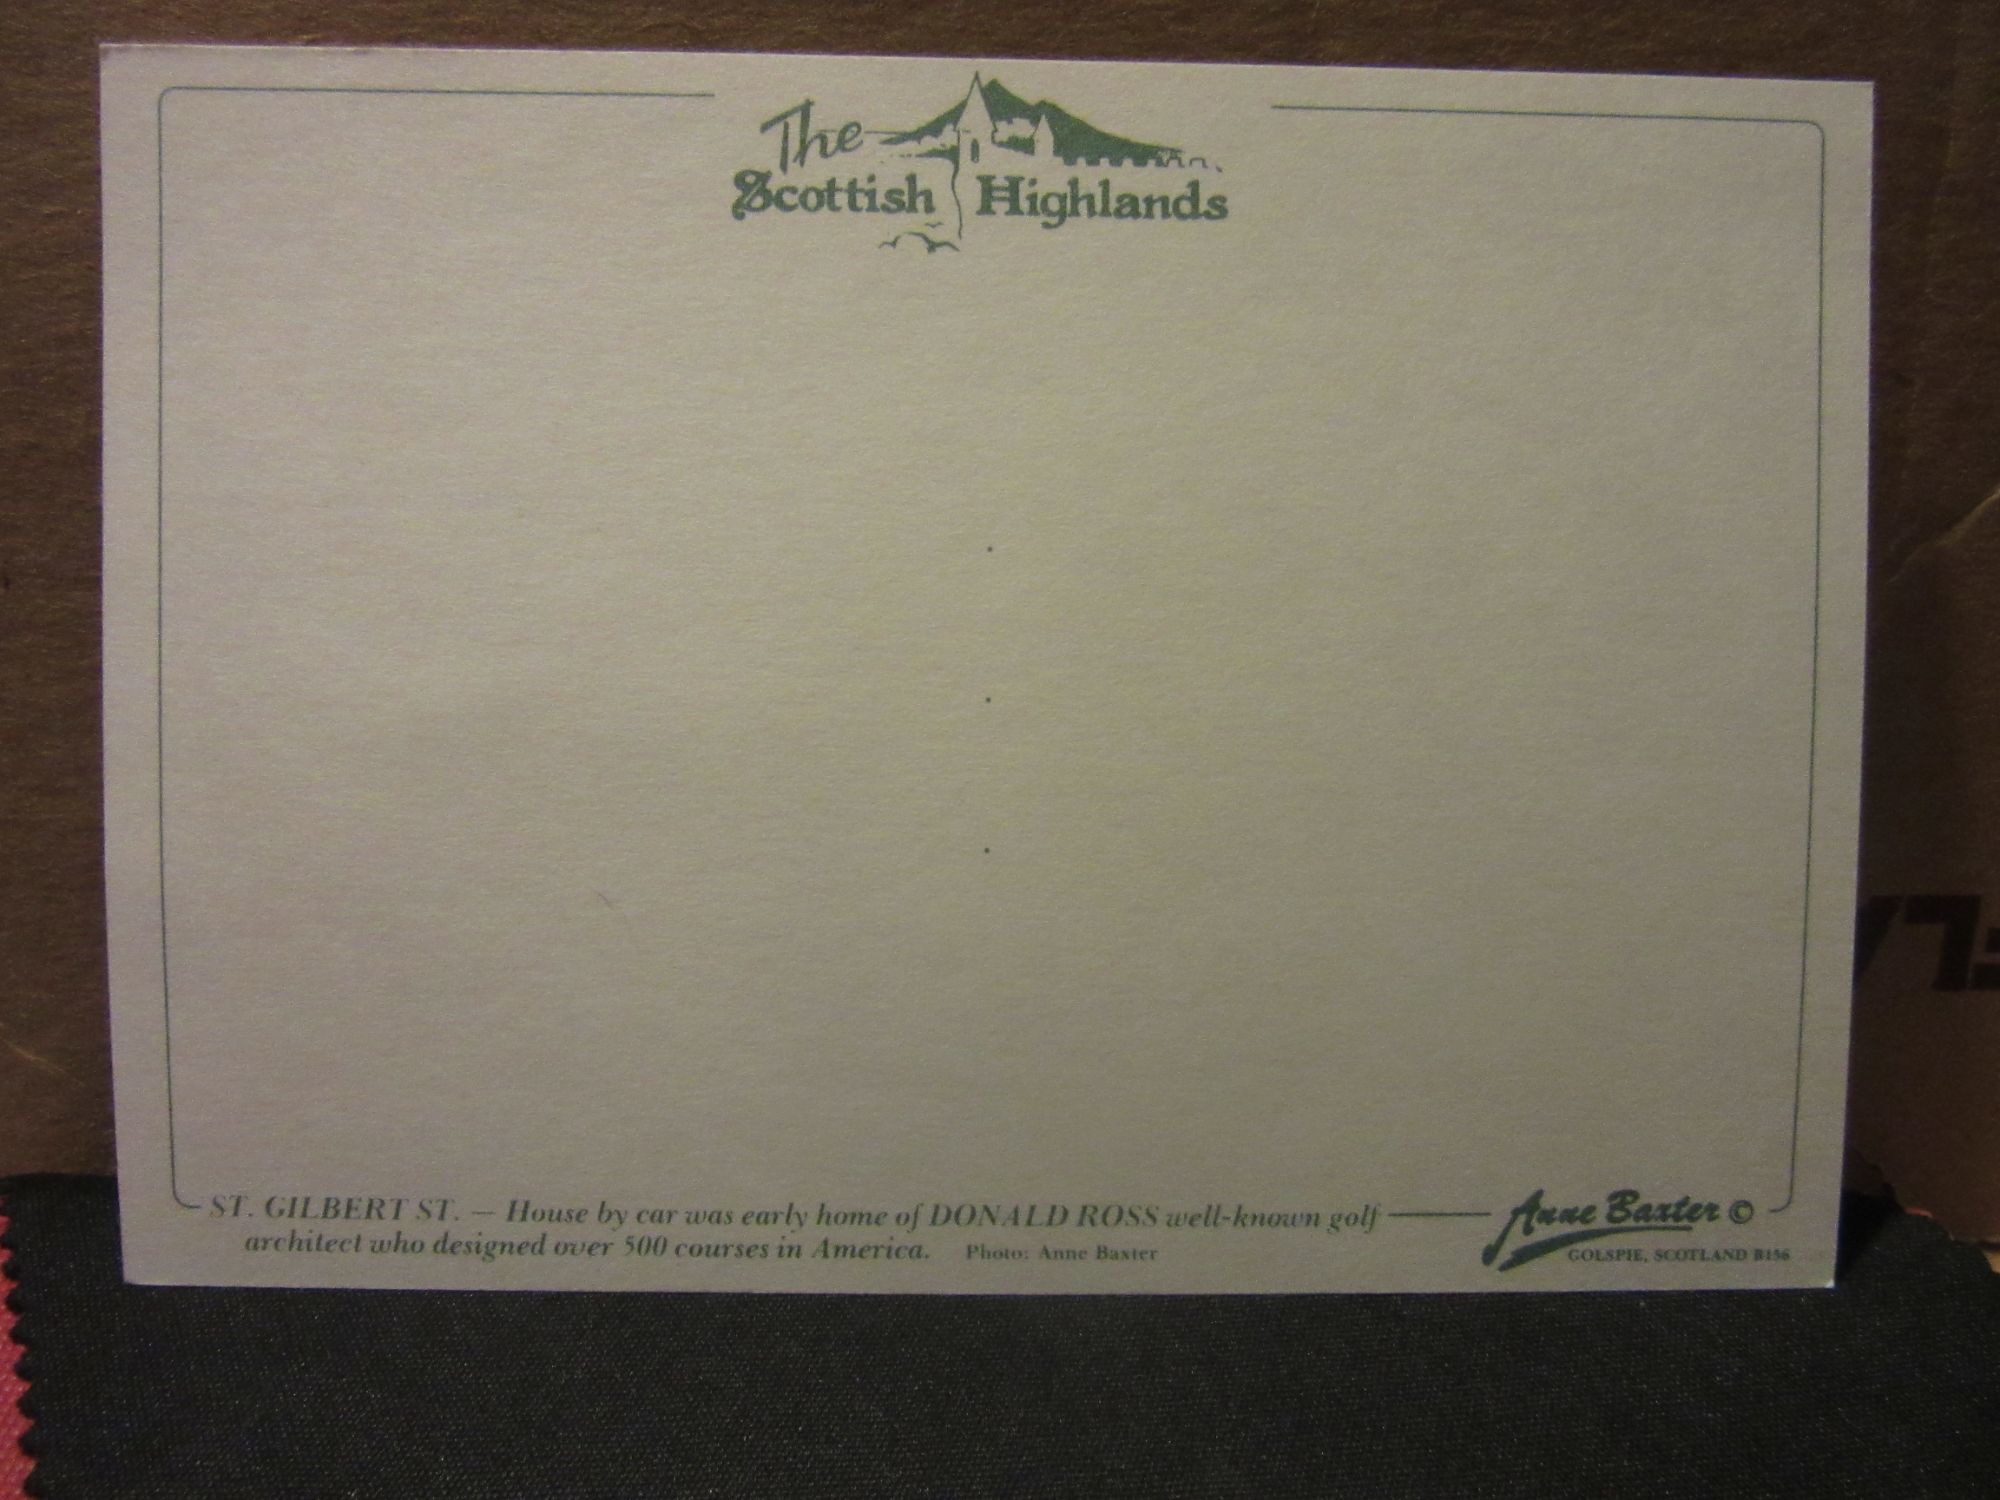 The
Scottish Highlands
ST. GILBERT ST. — House by car was early home of DONALD ROSS well-known golf
architect who designed over 500 courses in America. Photo: Anne Baxter
Anne Baxter ©
GOLSPIE, SCOTLAND B156